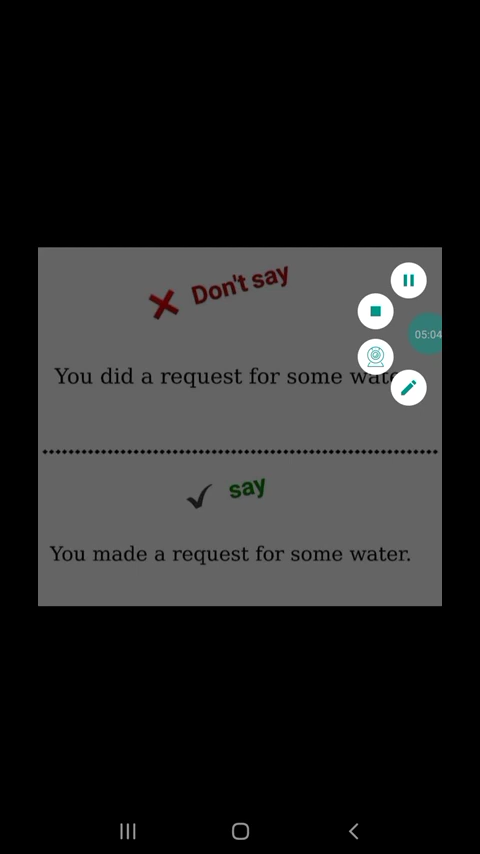 Don't say
You did a request for some
05:04
say
You made a request for some water.